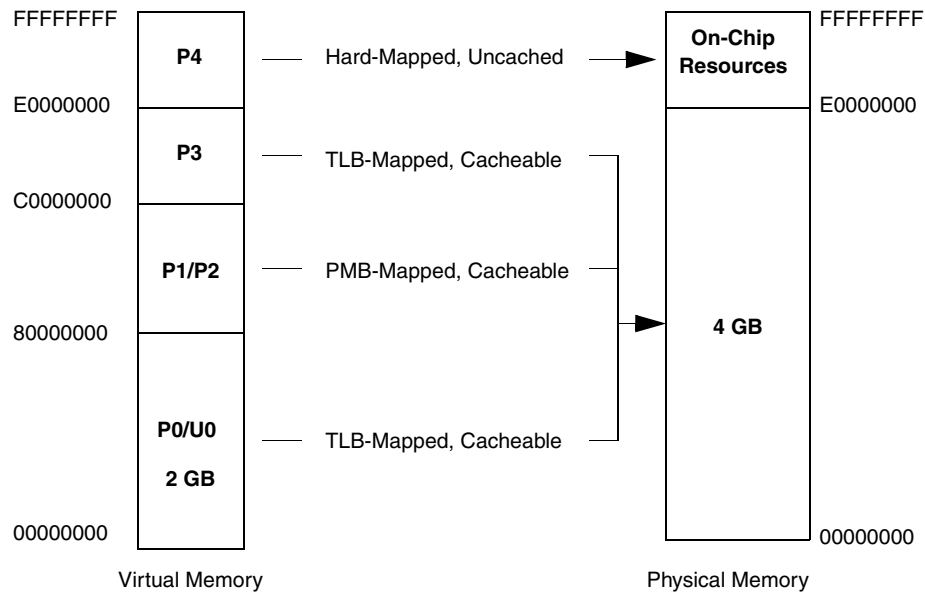 FFFFFFFF
P4
Hard-Mapped, Uncached
On-Chip
Resources
FFFFFFFF
E0000000
E0000000
P3
TLB-Mapped, Cacheable
C0000000
P1/P2
PMB-Mapped, Cacheable
80000000
4 GB
P0/U0
2 GB
TLB-Mapped, Cacheable
00000000
00000000
Virtual Memory
Physical Memory